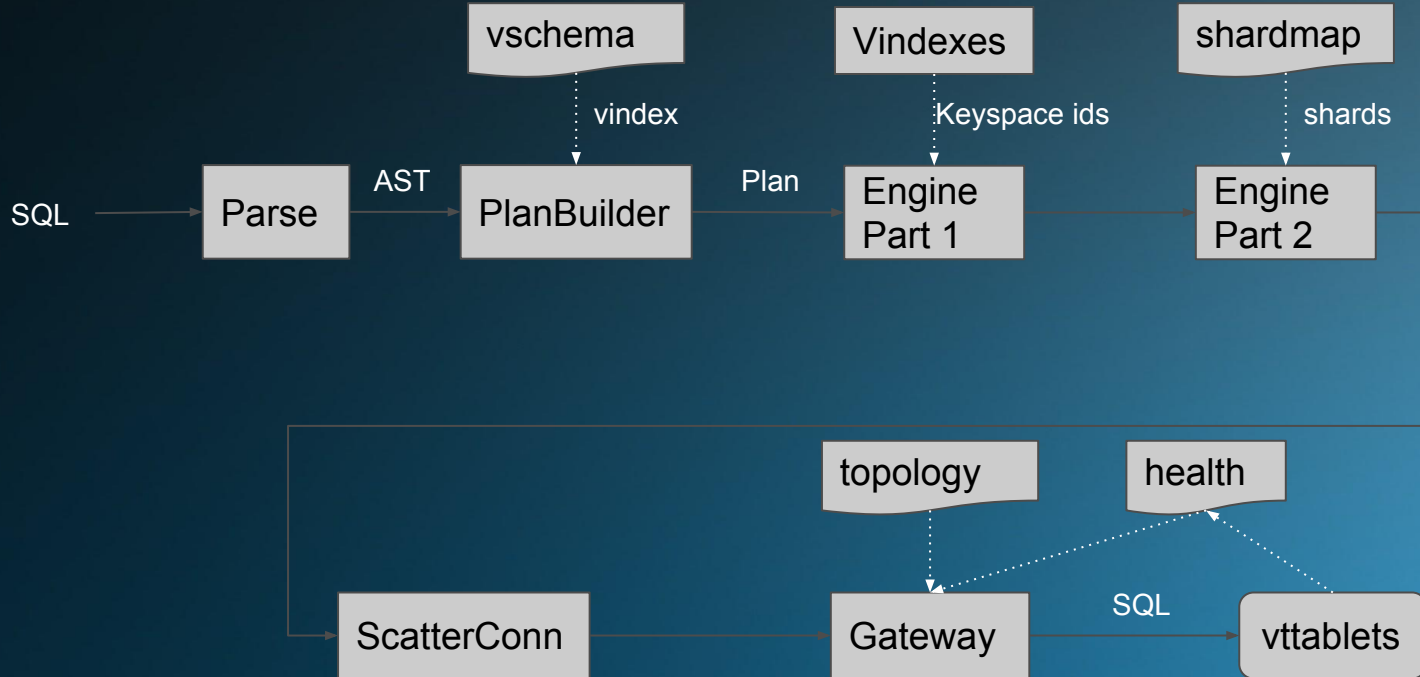 vschema
Vindexes
shardmap
vindex
Keyspace ids
shards
SQL
Parse
AST
PlanBuilder
Plan
Engine
Part 1
Engine
Part 2
topology
health
ScatterConn
Gateway
SQL
vttablets